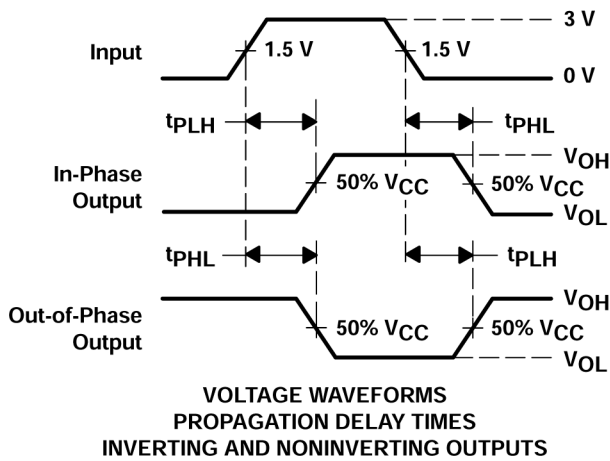 3 V
Input
1.5 V
1.5 V
0 V
tPLH
tPHL
In-Phase
Output
VOH
50% VCC
50% VCC
VOL
tPHL
tPLH
Out-of-Phase
Output
VOH
50% VCC
50% VCC
VOL
VOLTAGE WAVEFORMS
PROPAGATION DELAY TIMES
INVERTING AND NONINVERTING OUTPUTS